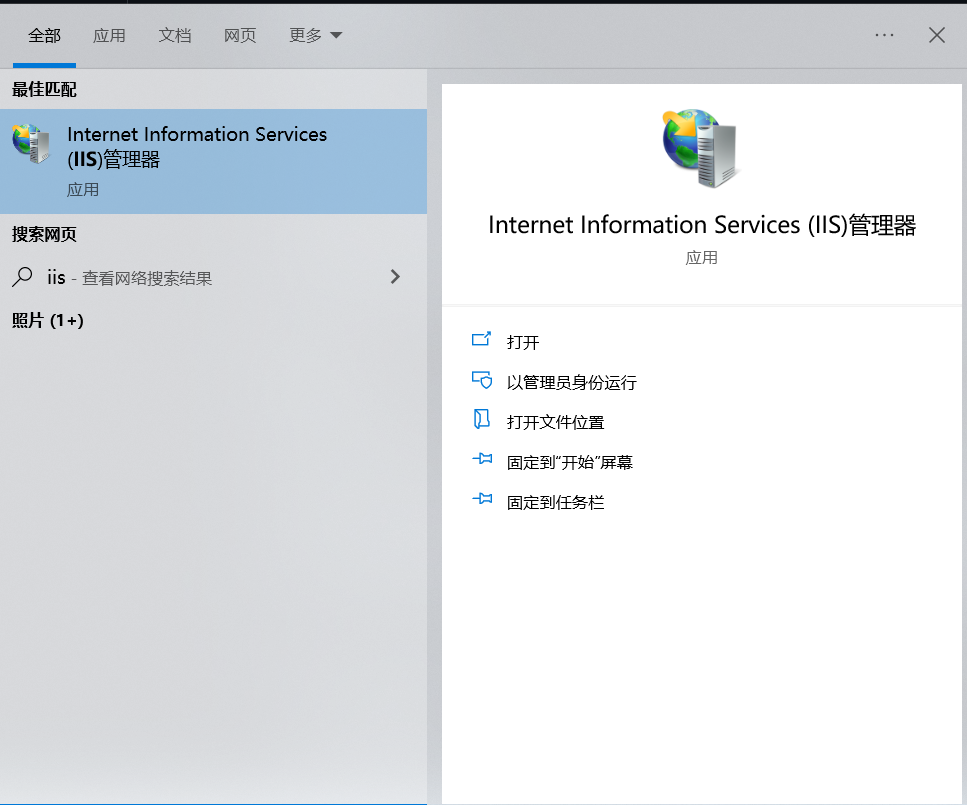 全部 应用 文档 网页 更多 ...
最佳匹配
Internet Information Services
(IIS)管理器
应用
搜索网页
iis - 查看网络搜索结果
照片 (1+)
Internet Information Services (IIS)管理器
应用
打开
以管理员身份运行
打开文件位置
固定到“开始”屏幕
固定到任务栏